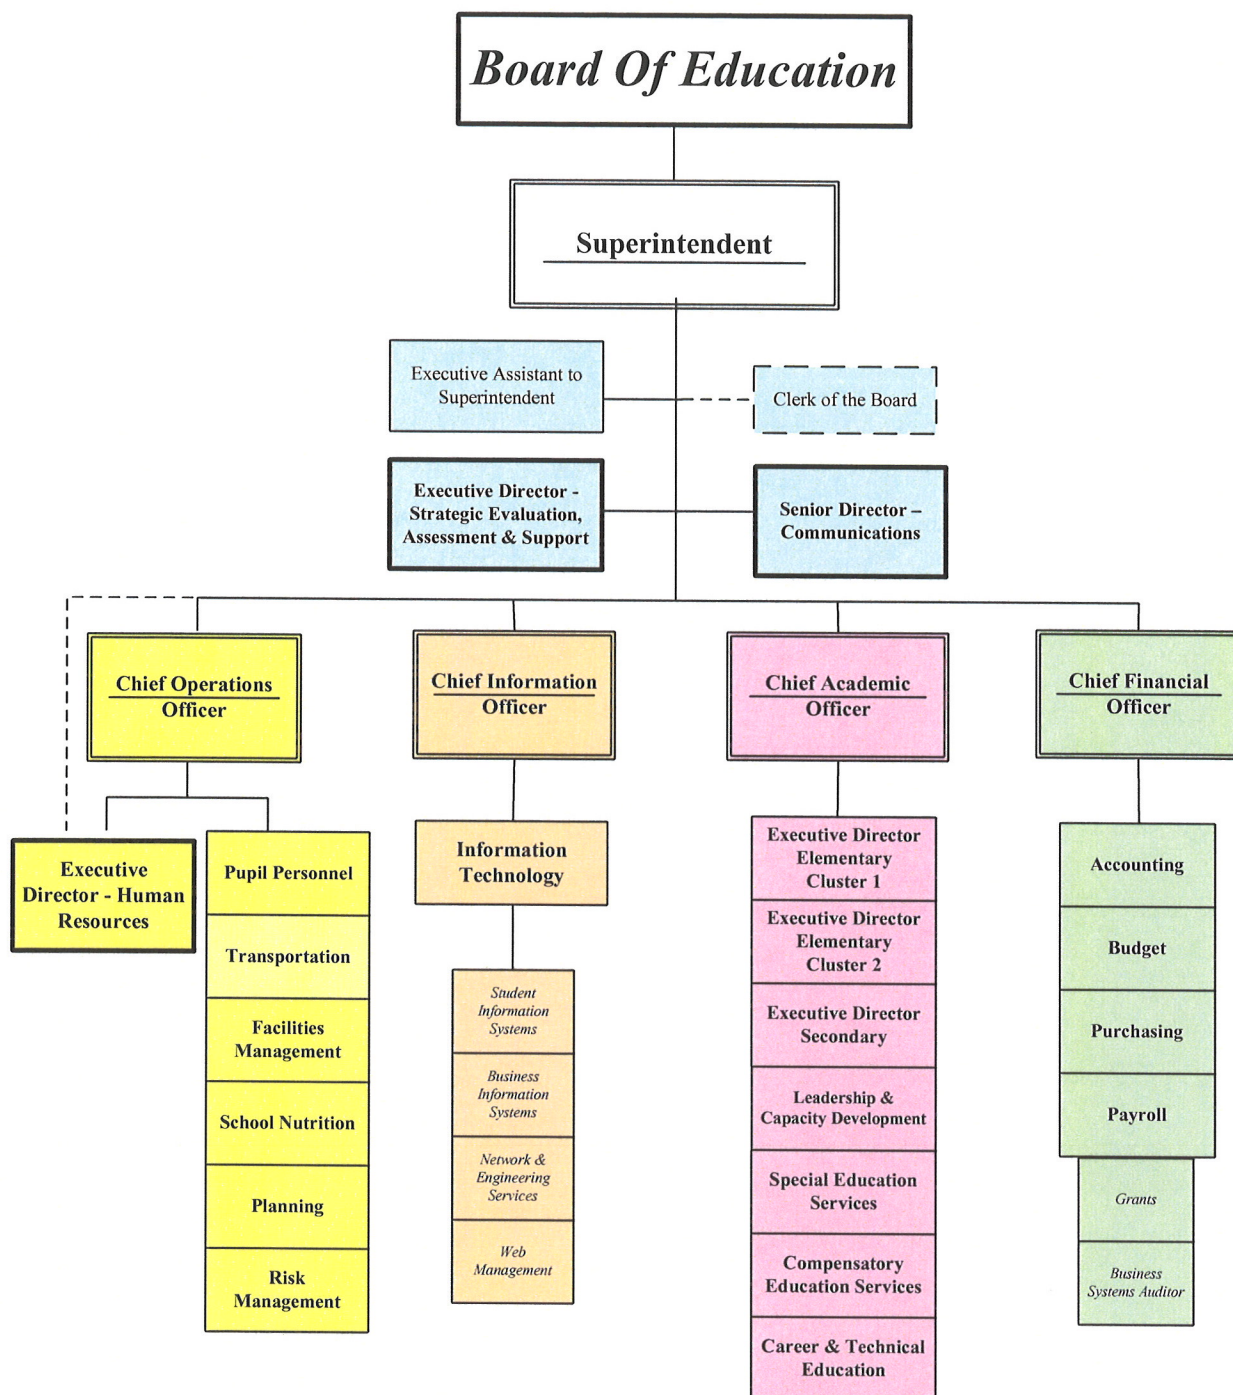 Board Of Education
Superintendent
Executive Assistant to
Superintendent
Clerk of the Board
Executive Director -
Strategic Evaluation,
Assessment & Support
Senior Director –
Communications
Chief Operations
Officer
Chief Information
Officer
Chief Academic
Officer
Chief Financial
Officer
Executive
Director - Human
Resources
Pupil Personnel
Transportation
Facilities
Management
School Nutrition
Planning
Risk
Management
Information
Technology
Student
Information
Systems
Business
Information
Systems
Network &
Engineering
Services
Web
Management
Executive Director
Elementary
Cluster 1
Executive Director
Elementary
Cluster 2
Executive Director
Secondary
Leadership &
Capacity Development
Special Education
Services
Compensatory
Education Services
Career & Technical
Education
Accounting
Budget
Purchasing
Payroll
Grants
Business
Systems Auditor